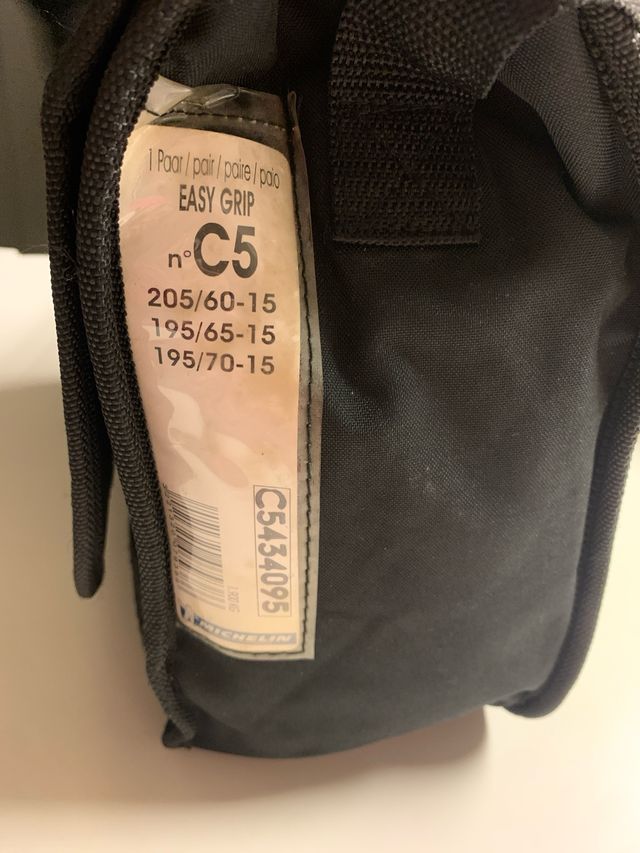 1 Paar / pair / paire / paio
EASY GRIP
n° C5
205/60-15
195/65-15
195/70-15
C5434095
MICHELIN